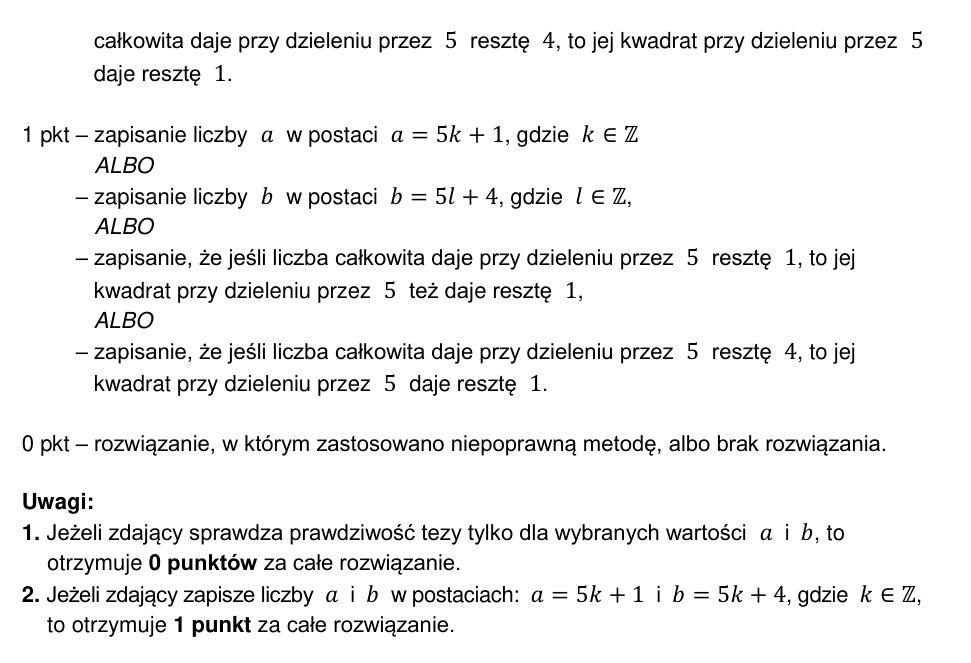 całkowita daje przy dzieleniu przez 5 resztę 4, to jej kwadrat przy dzieleniu przez 5
daje resztę 1.
1 pkt – zapisanie liczby a w postaci a = 5k + 1, gdzie k ∈ ℤ
ALBO
– zapisanie liczby b w postaci b = 5l + 4, gdzie l ∈ ℤ,
ALBO
– zapisanie, że jeśli liczba całkowita daje przy dzieleniu przez 5 resztę 1, to jej
kwadrat przy dzieleniu przez 5 też daje resztę 1,
ALBO
– zapisanie, że jeśli liczba całkowita daje przy dzieleniu przez 5 resztę 4, to jej
kwadrat przy dzieleniu przez 5 daje resztę 1.
0 pkt – rozwiązanie, w którym zastosowano niepoprawną metodę, albo brak rozwiązania.
Uwagi:
1. Jeżeli zdający sprawdza prawdziwość tezy tylko dla wybranych wartości a i b, to
otrzymuje 0 punktów za całe rozwiązanie.
2. Jeżeli zdający zapisze liczby a i b w postaciach: a = 5k + 1 i b = 5k + 4, gdzie k ∈ ℤ,
to otrzymuje 1 punkt za całe rozwiązanie.